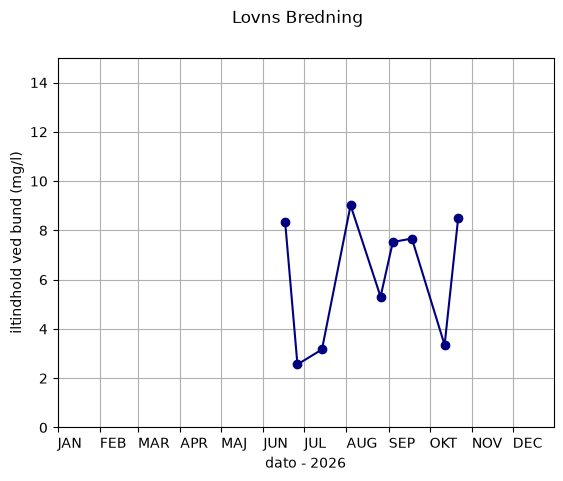 Lovns Bredning
iltindhold ved bund (mg/l)
14
12
10
8
6
4
2
0
JAN FEB MAR APR MAJ JUN JUL AUG SEP OKT NOV DEC
dato - 2026